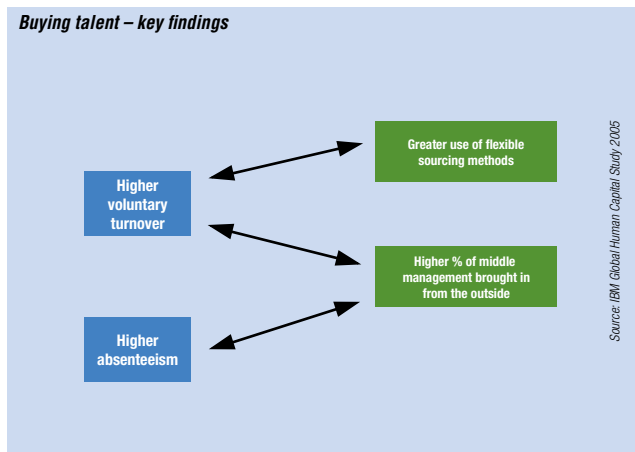 Buying talent – key findings
Greater use of flexible
sourcing methods
Higher
voluntary
turnover
Higher % of middle
management brought in
from the outside
Higher
absenteeism
Source: IBM Global Human Capital Study 2005